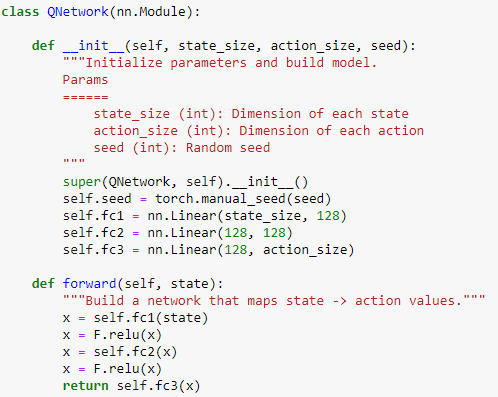 class QNetwork(nn.Module):

    def __init__(self, state_size, action_size, seed):
        """Initialize parameters and build model.
        Params
        ======
            state_size (int): Dimension of each state
            action_size (int): Dimension of each action
            seed (int): Random seed
        """
        super(QNetwork, self).__init__()
        self.seed = torch.manual_seed(seed)
        self.fc1 = nn.Linear(state_size, 128)
        self.fc2 = nn.Linear(128, 128)
        self.fc3 = nn.Linear(128, action_size)

    def forward(self, state):
        """Build a network that maps state -> action values."""
        x = self.fc1(state)
        x = F.relu(x)
        x = self.fc2(x)
        x = F.relu(x)
        return self.fc3(x)